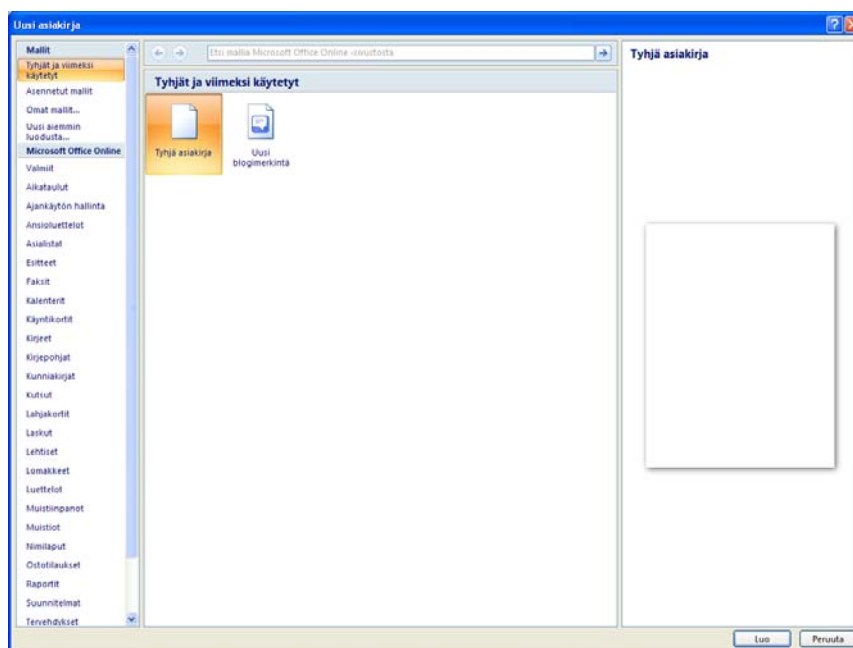 Uusi asiakirja
Mallit
Tyhjät ja viimeksi
käytetyt
Asennetut mallit
Omat mallit...
Uusi aiemmin
luodusta...
Microsoft Office Online
Valmiit
Aikataulut
Ajankäytön hallinta
Ansioluettelot
Asialistat
Esitteet
Faksit
Kalenterit
Käyntikortit
Kirjeet
Kirjepohjat
Kunniakirjat
Kutsut
Lahjakortit
Laskut
Lehtiset
Lomakkeet
Luettelot
Muistiinpanot
Muistiot
Nimilaput
Ostotilaukset
Raportit
Suunnitelmat
Tervehdykset
Etsi mallia Microsoft Office Online -sivustosta
Tyhjät ja viimeksi käytetyt
Tyhjä asiakirja
Uusi
blogimerkintä
Tyhjä asiakirja
Luo
Peruuta